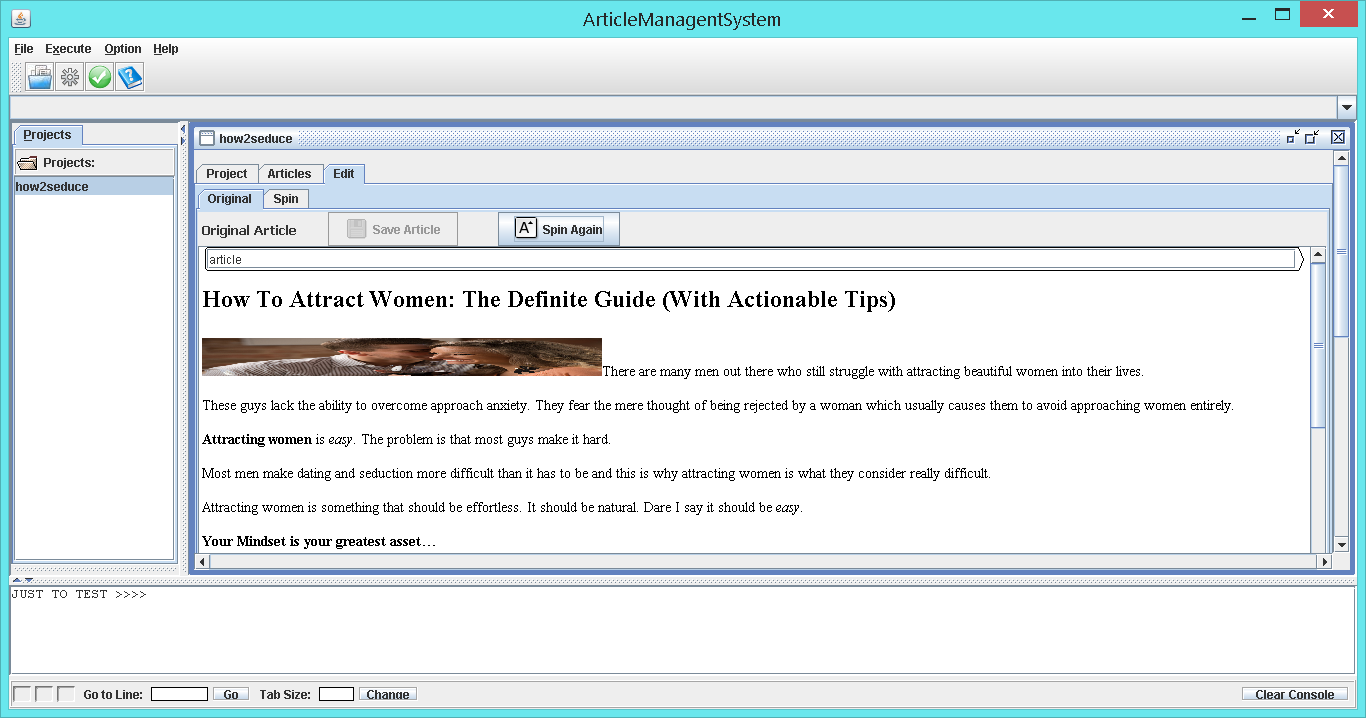 ArticleManagentSystem
File Execute Option Help
Projects
Projects:
how2seduce
how2seduce
Project Articles Edit
Original Spin
Original Article Save Article A Spin Again
article
How To Attract Women: The Definite Guide (With Actionable Tips)
There are many men out there who still struggle with attracting beautiful women into their lives.
These guys lack the ability to overcome approach anxiety. They fear the mere thought of being rejected by a woman which usually causes them to avoid approaching women entirely.
Attracting women is easy. The problem is that most guys make it hard.
Most men make dating and seduction more difficult than it has to be and this is why attracting women is what they consider really difficult.
Attracting women is something that should be effortless. It should be natural. Dare I say it should be easy.
Your Mindset is your greatest asset…
JUST TO TEST >>>>
Go to Line: Go Tab Size: Change Clear Console